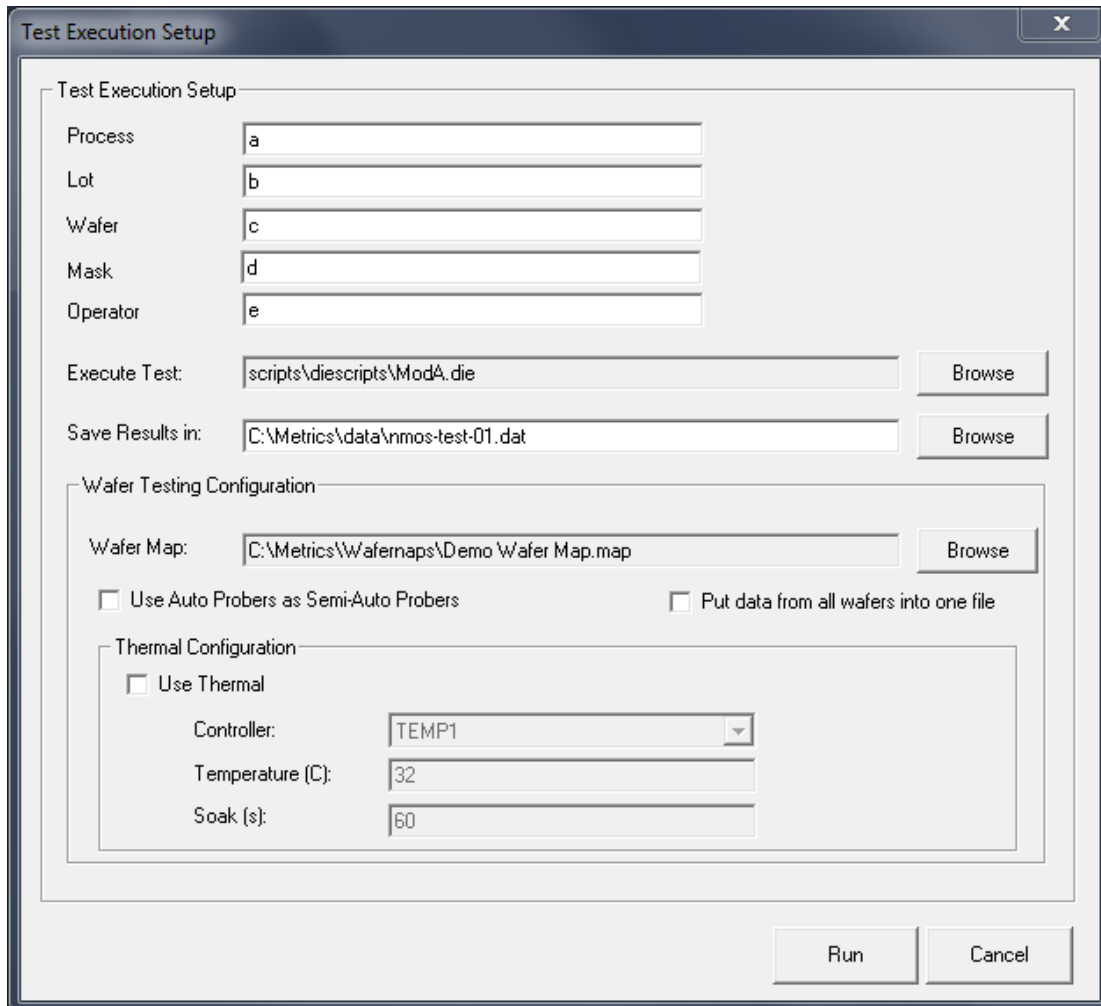 Test Execution Setup
x
Test Execution Setup
Process a
Lot b
Wafer c
Mask d
Operator e
Execute Test: scripts\diescripts\ModA.die Browse
Save Results in: C:\Metrics\data\nmos-test-01.dat Browse
Wafer Testing Configuration
Wafer Map: C:\Metrics\Wafernaps\Demo Wafer Map.map Browse
Use Auto Probers as Semi-Auto Probers Put data from all wafers into one file
Thermal Configuration
Use Thermal
Controller: TEMP1
Temperature (C): 32
Soak (s): 60
Run Cancel